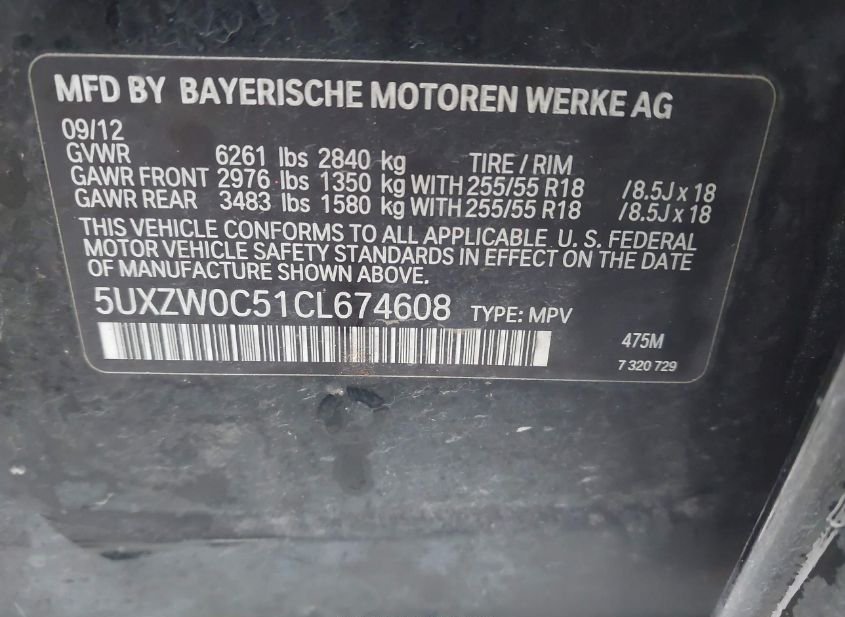 MFD BY BAYERISCHE MOTOREN WERKE AG
09/12
GVWR 6261 lbs 2840 kg TIRE / RIM
GAWR FRONT 2976 lbs 1350 kg WITH 255/55 R18 /8.5J x 18
GAWR REAR 3483 lbs 1580 kg WITH 255/55 R18 /8.5J x 18
THIS VEHICLE CONFORMS TO ALL APPLICABLE U. S. FEDERAL
MOTOR VEHICLE SAFETY STANDARDS IN EFFECT ON THE DATE
OF MANUFACTURE SHOWN ABOVE.
5UXZW0C51CL674608 TYPE: MPV
475M
7 320 729